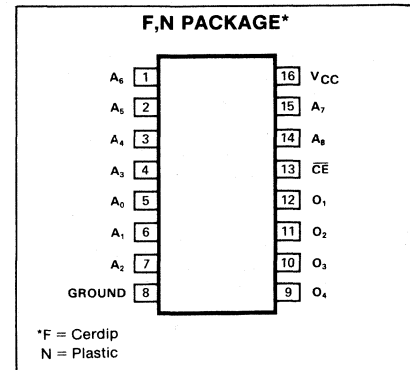 F,N PACKAGE*
A₆ 1 16 VCC
A₅ 2 15 A₇
A₄ 3 14 A₈
A₃ 4 13 C̅E̅
A₀ 5 12 O₁
A₁ 6 11 O₂
A₂ 7 10 O₃
GROUND 8 9 O₄
*F = Cerdip
N = Plastic